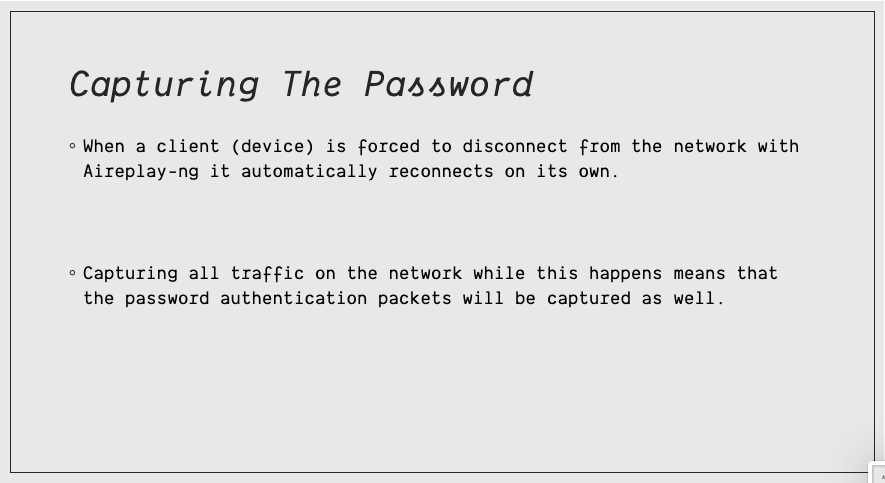 Capturing The Password
◦ When a client (device) is forced to disconnect from the network with
Aireplay-ng it automatically reconnects on its own.
◦ Capturing all traffic on the network while this happens means that
the password authentication packets will be captured as well.